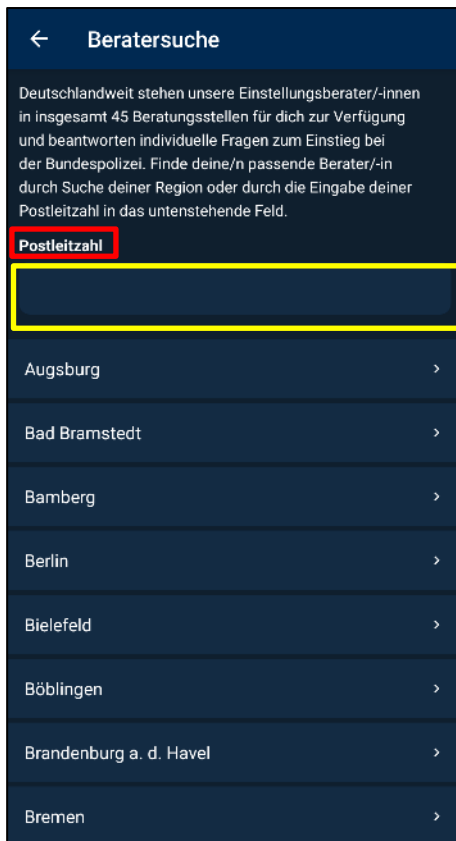 Beratersuche
Deutschlandweit stehen unsere Einstellungsberater/-innen
in insgesamt 45 Beratungsstellen für dich zur Verfügung
und beantworten individuelle Fragen zum Einstieg bei
der Bundespolizei. Finde deine/n passende Berater/-in
durch Suche deiner Region oder durch die Eingabe deiner
Postleitzahl in das untenstehende Feld.
Postleitzahl
Augsburg
Bad Bramstedt
Bamberg
Berlin
Bielefeld
Böblingen
Brandenburg a. d. Havel
Bremen